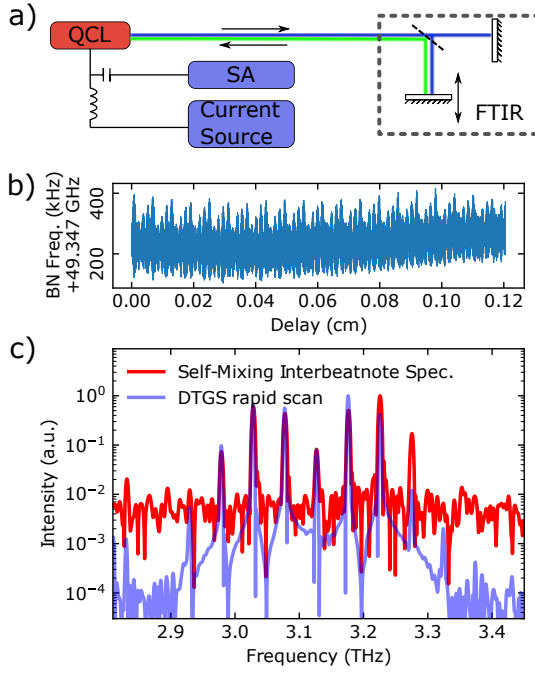 a)
QCL
SA
Current
Source
FTIR
b)
BN Freq. (kHz)
+49.347 GHz
400
200
0.00 0.02 0.04 0.06 0.08 0.10 0.12
Delay (cm)
c)
Self-Mixing Interbeatnote Spec.
DTGS rapid scan
Intensity (a.u.)
10⁰
10⁻¹
10⁻²
10⁻³
10⁻⁴
2.9 3.0 3.1 3.2 3.3 3.4
Frequency (THz)